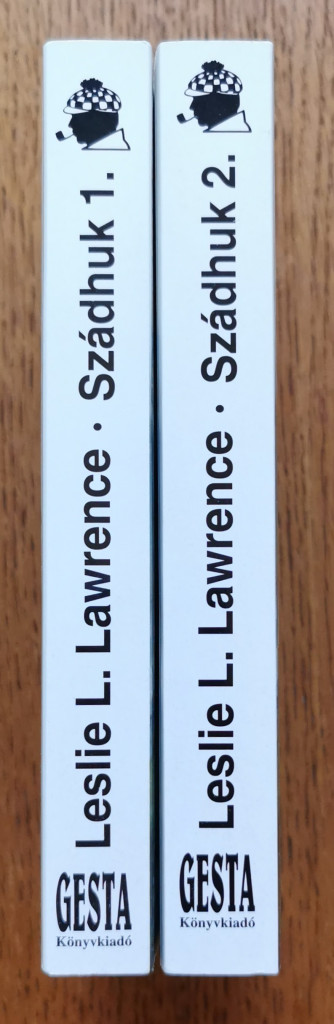 Leslie L. Lawrence · Szádhuk 1.
GESTA
Könyvkiadó
Leslie L. Lawrence · Szádhuk 2.
GESTA
Könyvkiadó